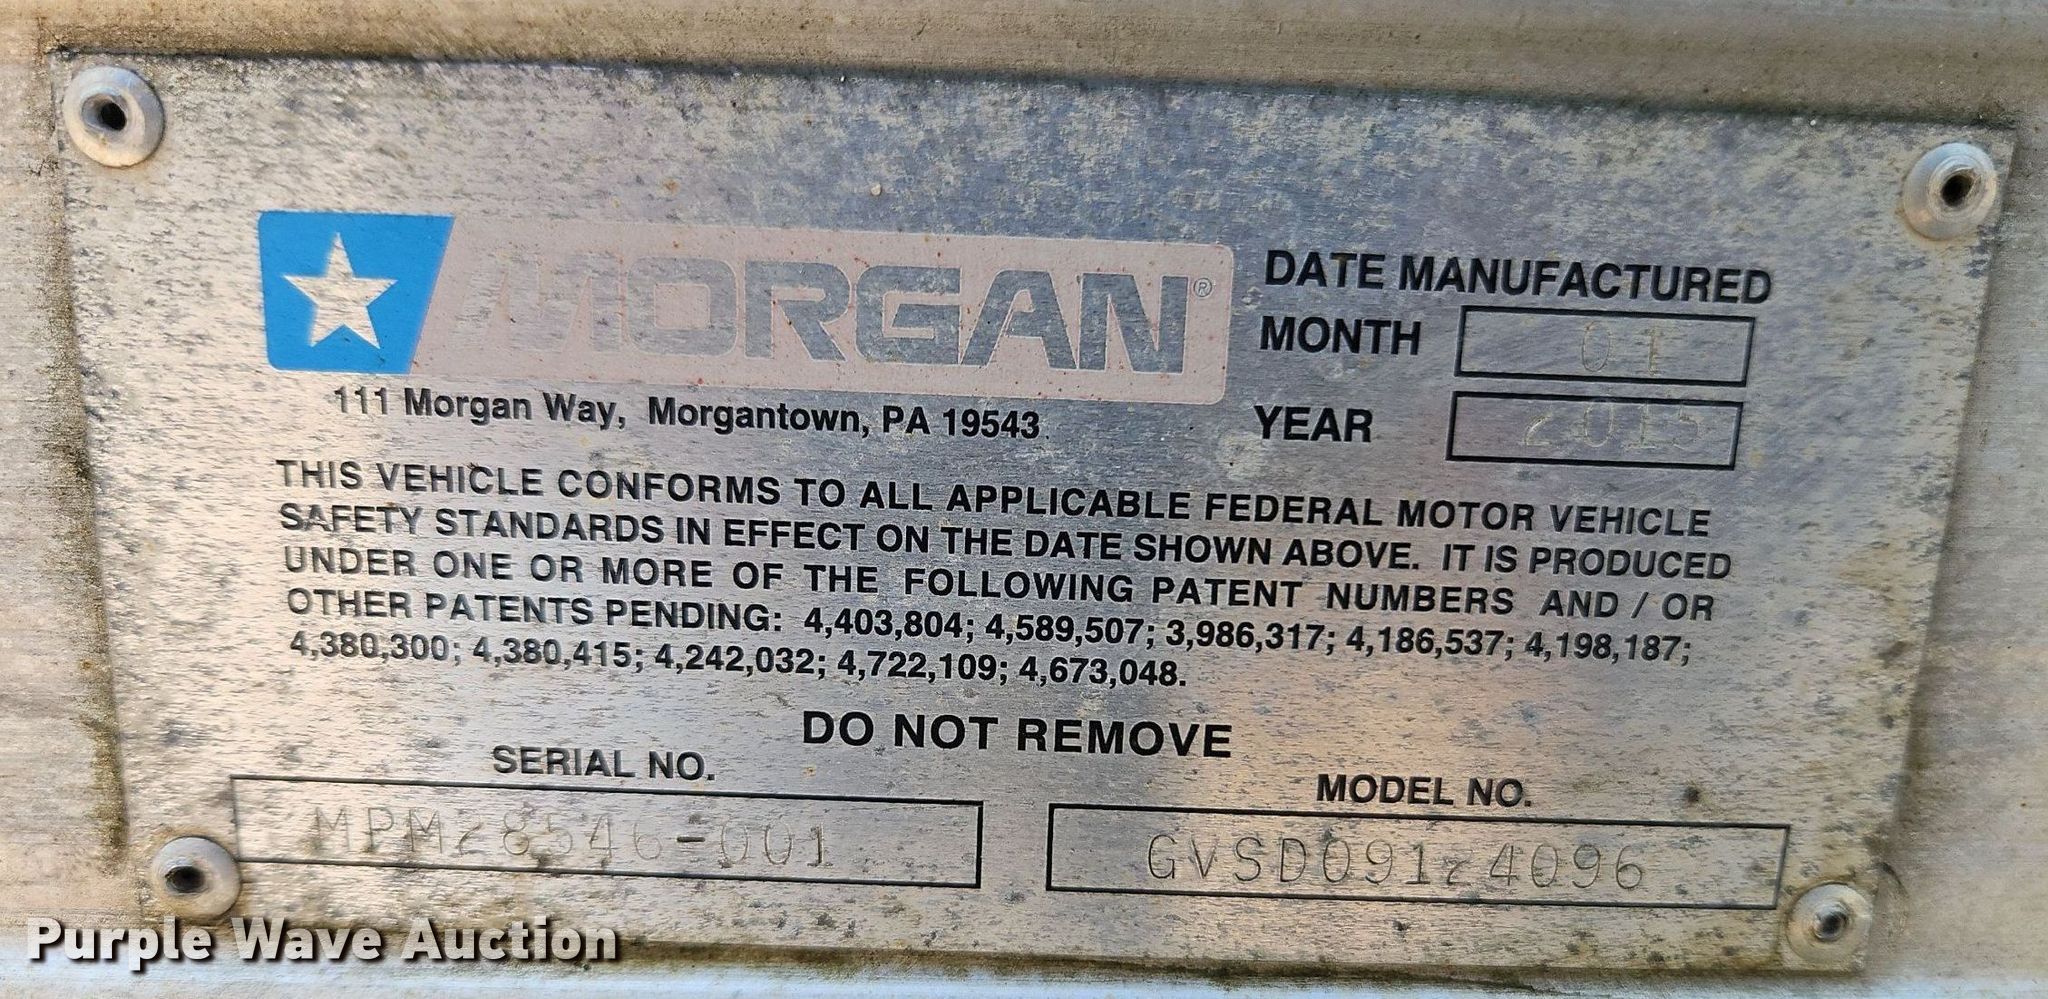 MORGAN®
DATE MANUFACTURED
MONTH 01
YEAR 2015
111 Morgan Way, Morgantown, PA 19543
THIS VEHICLE CONFORMS TO ALL APPLICABLE FEDERAL MOTOR VEHICLE
SAFETY STANDARDS IN EFFECT ON THE DATE SHOWN ABOVE. IT IS PRODUCED
UNDER ONE OR MORE OF THE FOLLOWING PATENT NUMBERS AND / OR
OTHER PATENTS PENDING: 4,403,804; 4,589,507; 3,986,317; 4,186,537; 4,198,187;
4,380,300; 4,380,415; 4,242,032; 4,722,109; 4,673,048.
DO NOT REMOVE
SERIAL NO.
MPM28546-001
MODEL NO.
GVSD09124096
Purple Wave Auction